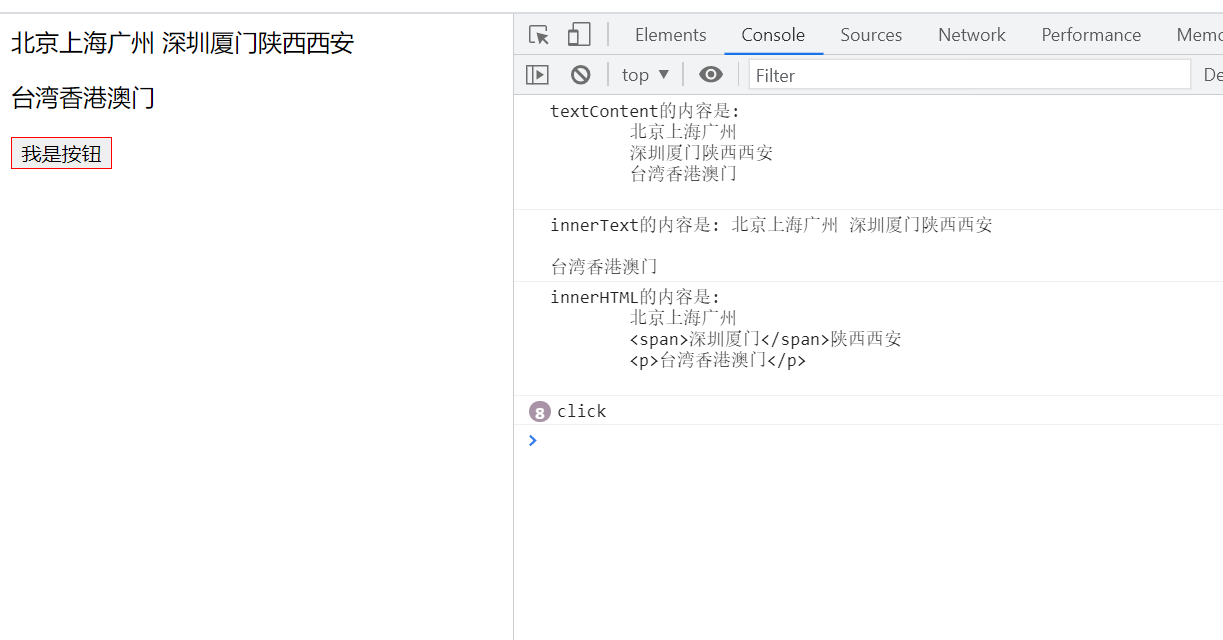 北京上海广州 深圳厦门陕西西安
台湾香港澳门
我是按钮
Elements Console Sources Network Performance
top ▼ Filter
textContent的内容是:
北京上海广州
深圳厦门陕西西安
台湾香港澳门
innerText的内容是: 北京上海广州 深圳厦门陕西西安
台湾香港澳门
innerHTML的内容是:
北京上海广州
<span>深圳厦门</span>陕西西安
<p>台湾香港澳门</p>
8 click